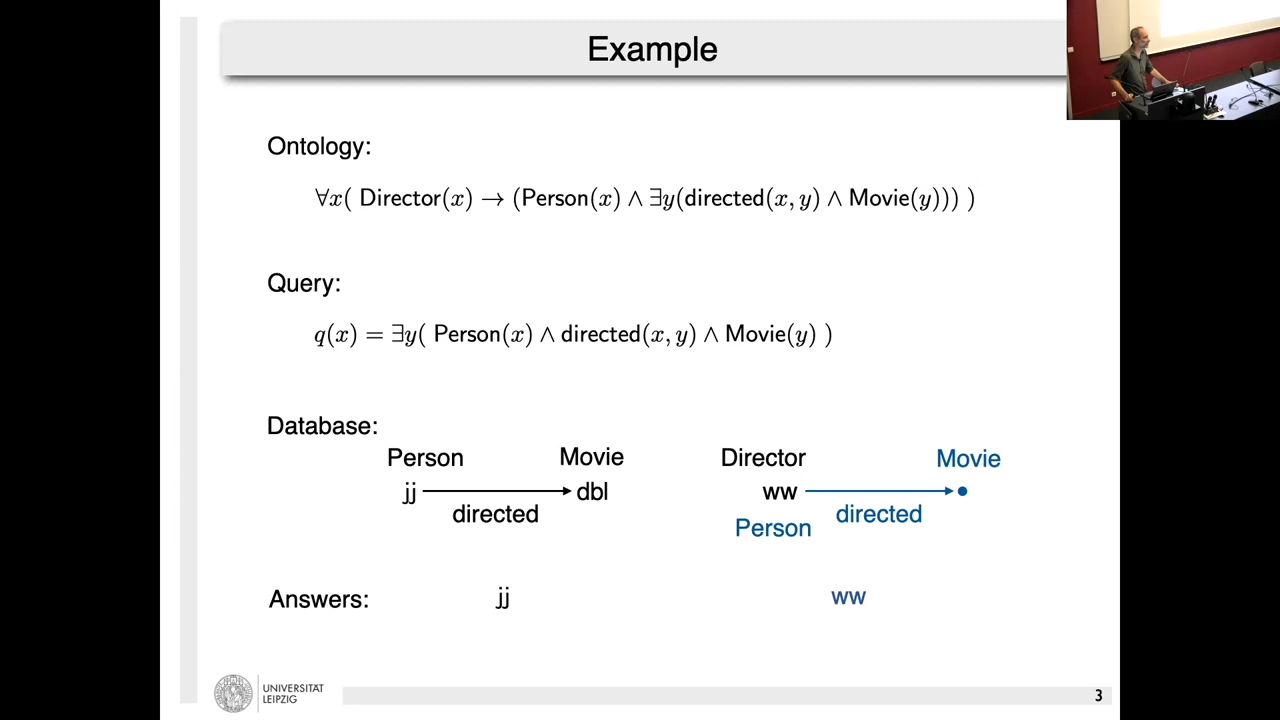 Example
Ontology:
∀x( Director(x) → (Person(x) ∧ ∃y(directed(x, y) ∧ Movie(y))) )
Query:
q(x) = ∃y( Person(x) ∧ directed(x, y) ∧ Movie(y) )
Database:
Person Movie Director Movie
jj dbl ww
directed Person directed
Answers: jj ww
UNIVERSITÄT
LEIPZIG
3